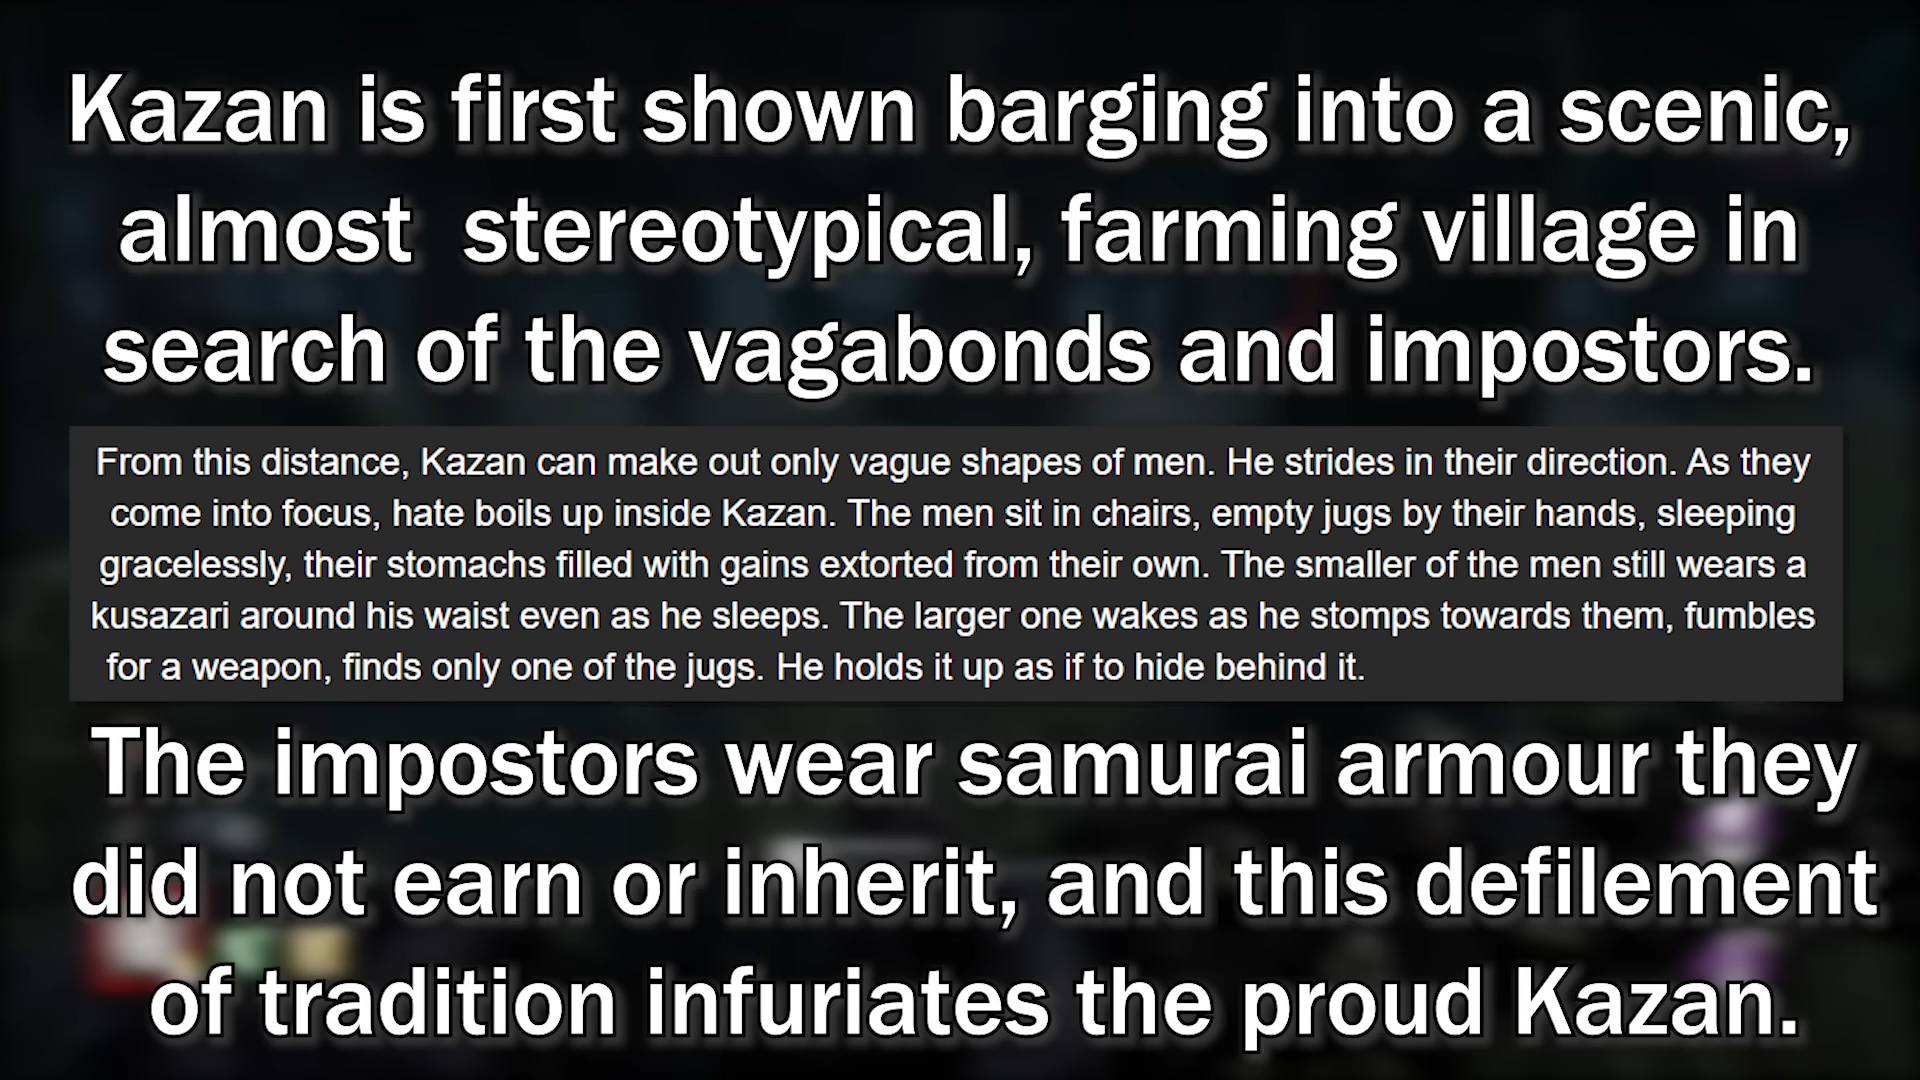 Kazan is first shown barging into a scenic,
almost  stereotypical, farming village in
search of the vagabonds and impostors.
From this distance, Kazan can make out only vague shapes of men. He strides in their direction. As they
come into focus, hate boils up inside Kazan. The men sit in chairs, empty jugs by their hands, sleeping
gracelessly, their stomachs filled with gains extorted from their own. The smaller of the men still wears a
kusazari around his waist even as he sleeps. The larger one wakes as he stomps towards them, fumbles
for a weapon, finds only one of the jugs. He holds it up as if to hide behind it.
The impostors wear samurai armour they
did not earn or inherit, and this defilement
of tradition infuriates the proud Kazan.